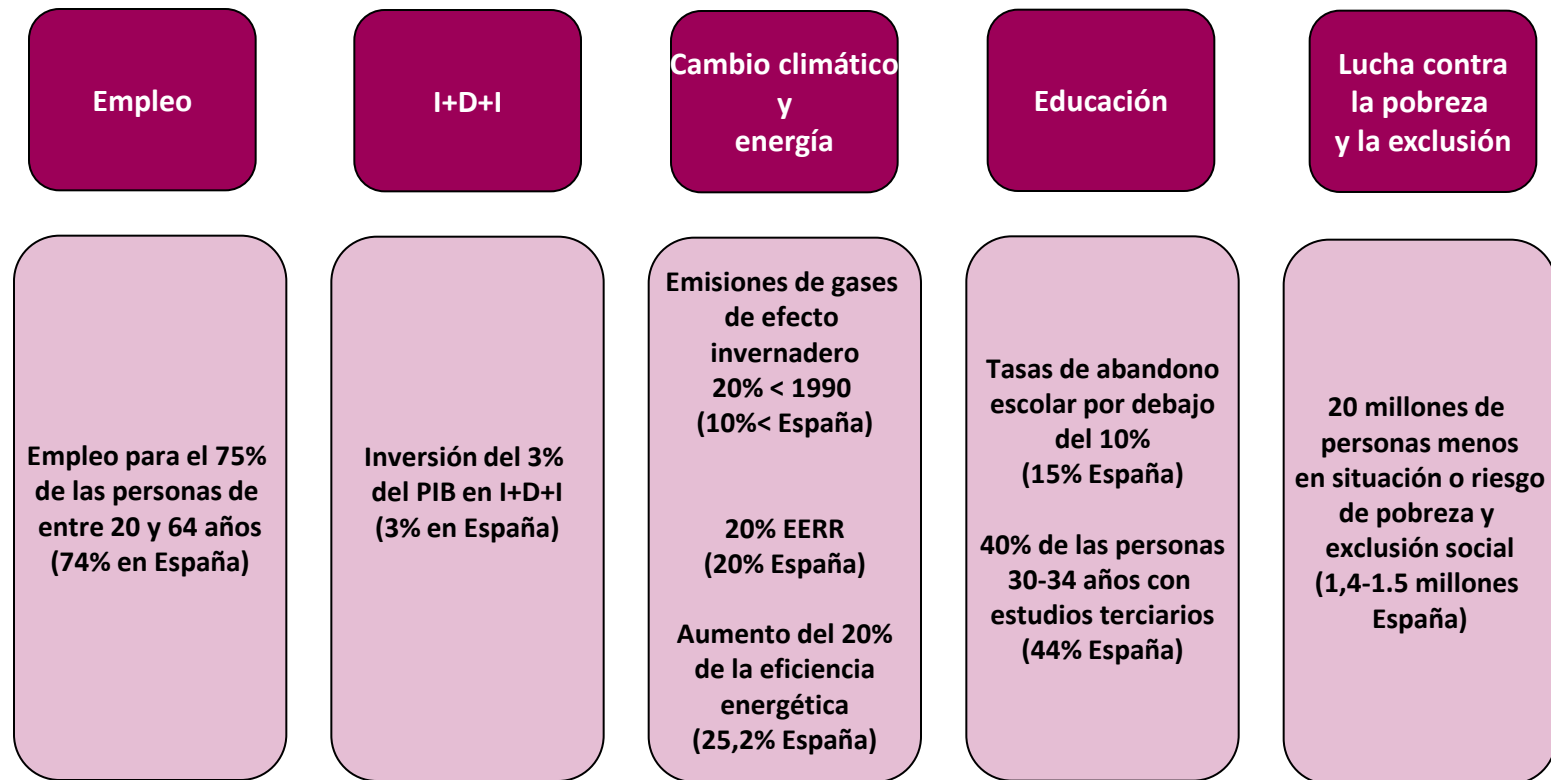 Empleo
I+D+I
Cambio climático
y
energía
Educación
Lucha contra
la pobreza
y la exclusión
Empleo para el 75%
de las personas de
entre 20 y 64 años
(74% en España)
Inversión del 3%
del PIB en I+D+I
(3% en España)
Emisiones de gases
de efecto
invernadero
20% < 1990
(10%< España)
20% EERR
(20% España)
Aumento del 20%
de la eficiencia
energética
(25,2% España)
Tasas de abandono
escolar por debajo
del 10%
(15% España)
40% de las personas
30-34 años con
estudios terciarios
(44% España)
20 millones de
personas menos
en situación o riesgo
de pobreza y
exclusión social
(1,4-1.5 millones
España)